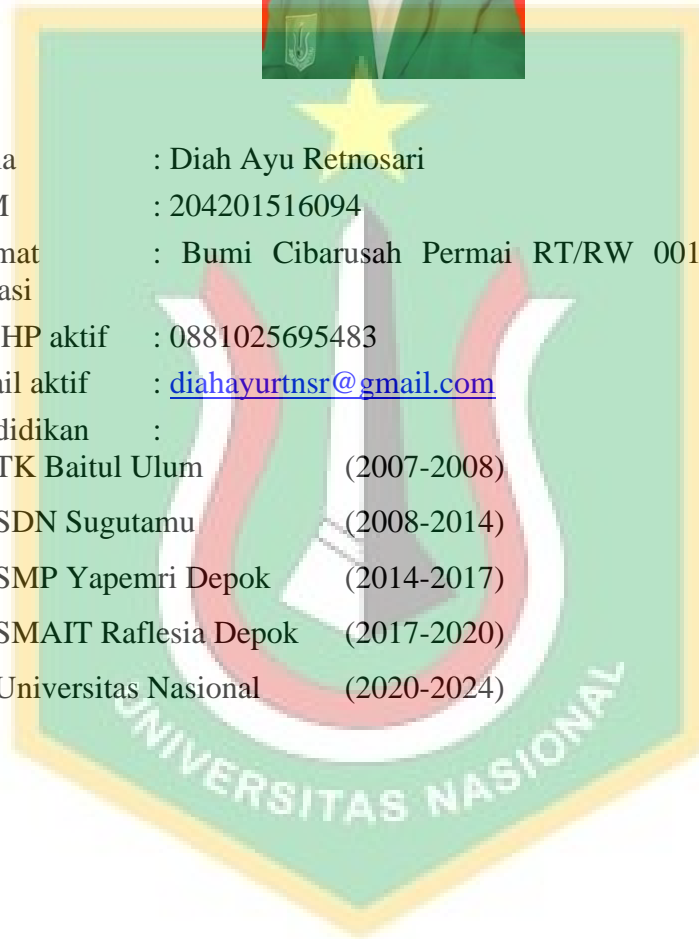 a : Diah Ayu Retnosari
M : 204201516094
mat : Bumi Cibarusah Permai RT/RW 001
asi
HP aktif : 0881025695483
il aktif : diahayurtnsr@gmail.com
didikan :
TK Baitul Ulum (2007-2008)
SDN Sugutamu (2008-2014)
SMP Yapemri Depok (2014-2017)
SMAIT Raflesia Depok (2017-2020)
Universitas Nasional (2020-2024)
UNIVERSITAS NASIONAL